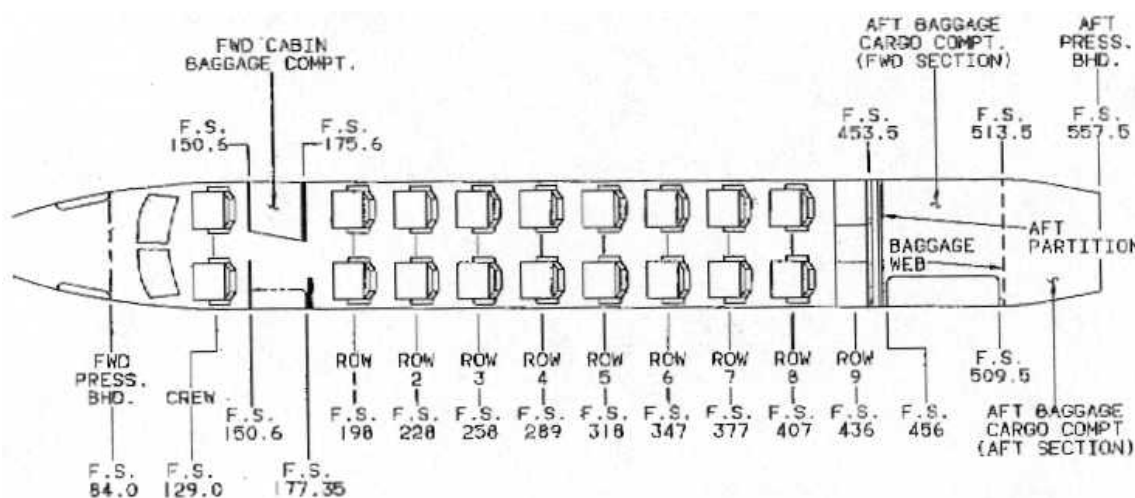 FWD CABIN
BAGGAGE COMPT.
AFT BAGGAGE
CARGO COMPT.
(FWD SECTION)
AFT
PRESS.
BHD.
F.S.
150.6
F.S.
175.6
F.S.
453.5
F.S.
513.5
F.S.
557.5
BAGGAGE
WEB
AFT
PARTITION
FWD
PRESS.
BHD.
CREW
ROW
1
ROW
2
ROW
3
ROW
4
ROW
5
ROW
6
ROW
7
ROW
8
ROW
9
F.S.
509.5
F.S.
150.6
F.S.
198
F.S.
228
F.S.
258
F.S.
289
F.S.
318
F.S.
347
F.S.
377
F.S.
407
F.S.
436
F.S.
456
AFT BAGGAGE
CARGO COMPT
(AFT SECTION)
F.S.
84.0
F.S.
129.0
F.S.
177.35